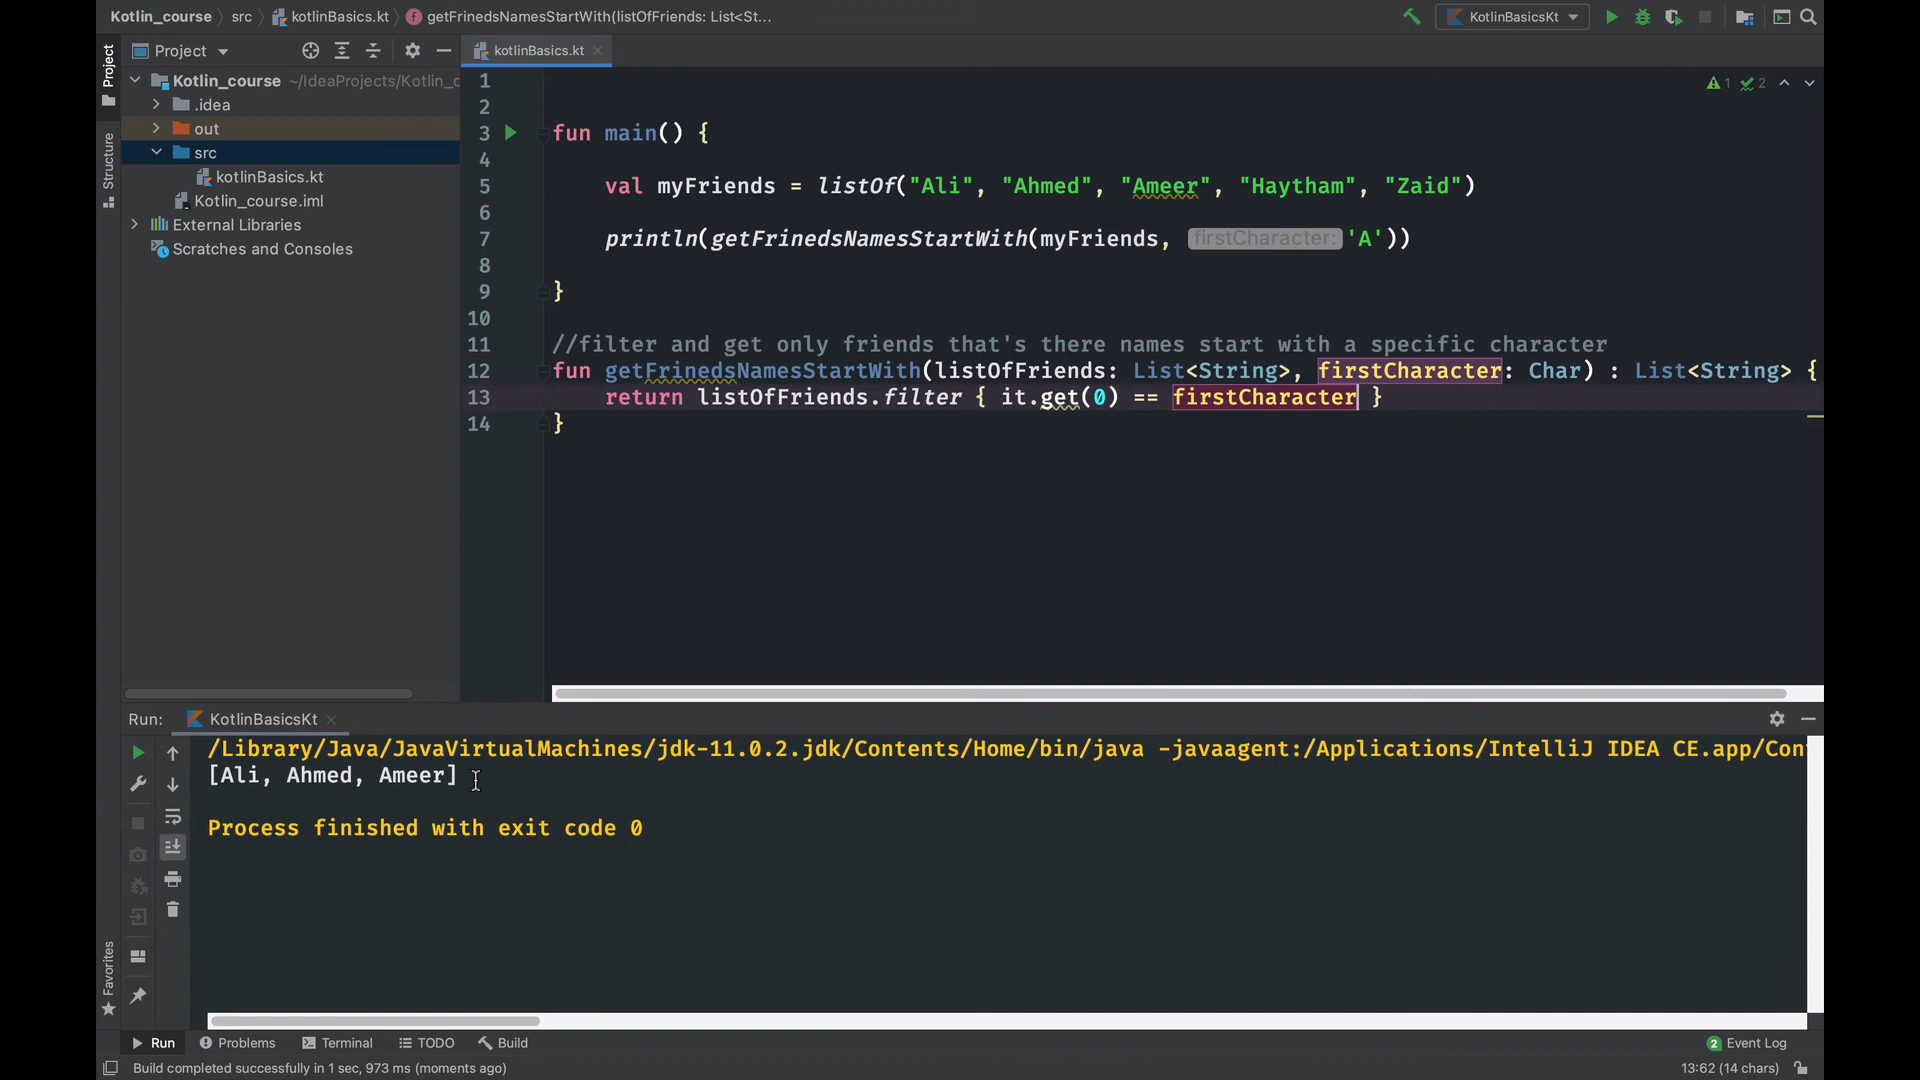 Kotlin_course src kotlinBasics.kt getFrinedsNamesStartWith(listOfFriends: List<St... KotlinBasicsKt
Project
kotlinBasics.kt
Project
Structure
Favorites
Kotlin_course ~/IdeaProjects/Kotlin_c
.idea
out
src
kotlinBasics.kt
Kotlin_course.iml
External Libraries
Scratches and Consoles
1 2
1
2
3 fun main() {
4
5 val myFriends = listOf("Ali", "Ahmed", "Ameer", "Haytham", "Zaid")
6
7 println(getFrinedsNamesStartWith(myFriends, firstCharacter: 'A'))
8
9 }
10
11 //filter and get only friends that's there names start with a specific character
12 fun getFrinedsNamesStartWith(listOfFriends: List<String>, firstCharacter: Char) : List<String> {
13 return listOfFriends.filter { it.get(0) == firstCharacter }
14 }
Run: KotlinBasicsKt
/Library/Java/JavaVirtualMachines/jdk-11.0.2.jdk/Contents/Home/bin/java -javaagent:/Applications/IntelliJ IDEA CE.app/Con
[Ali, Ahmed, Ameer]
Process finished with exit code 0
Run Problems Terminal TODO Build 2 Event Log
Build completed successfully in 1 sec, 973 ms (moments ago) 13:62 (14 chars)